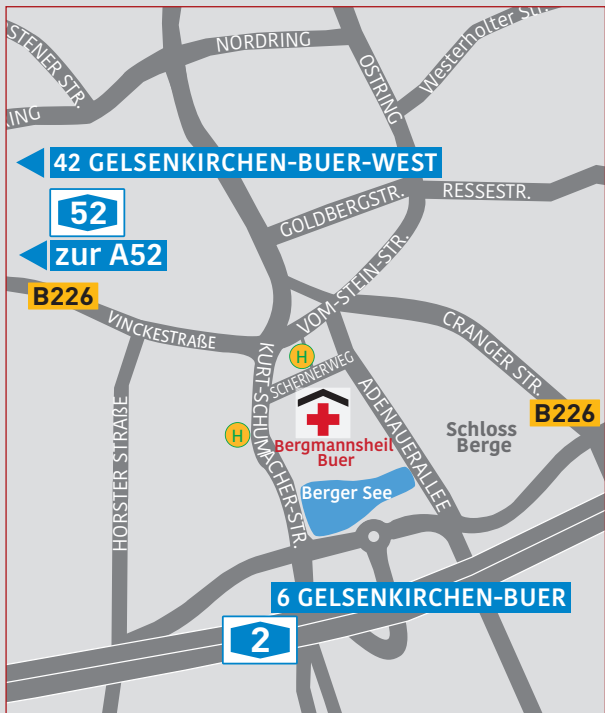 NORDRING
STENER STR.
OSTRING
Westerholter Str.
RING
42 GELSENKIRCHEN-BUER-WEST
52
zur A52
GOLDBERGSTR.
RESSESTR.
B226
VINCKESTRAßE
VOM-STEIN-STR.
CRANGER STR.
H
SCHERNERWEG
KURT-SCHUMACHER-STR.
ADENAUERALLEE
B226
H
Schloss
Berge
Bergmannsheil
Buer
HORSTER STRAßE
Berger See
6 GELSENKIRCHEN-BUER
2